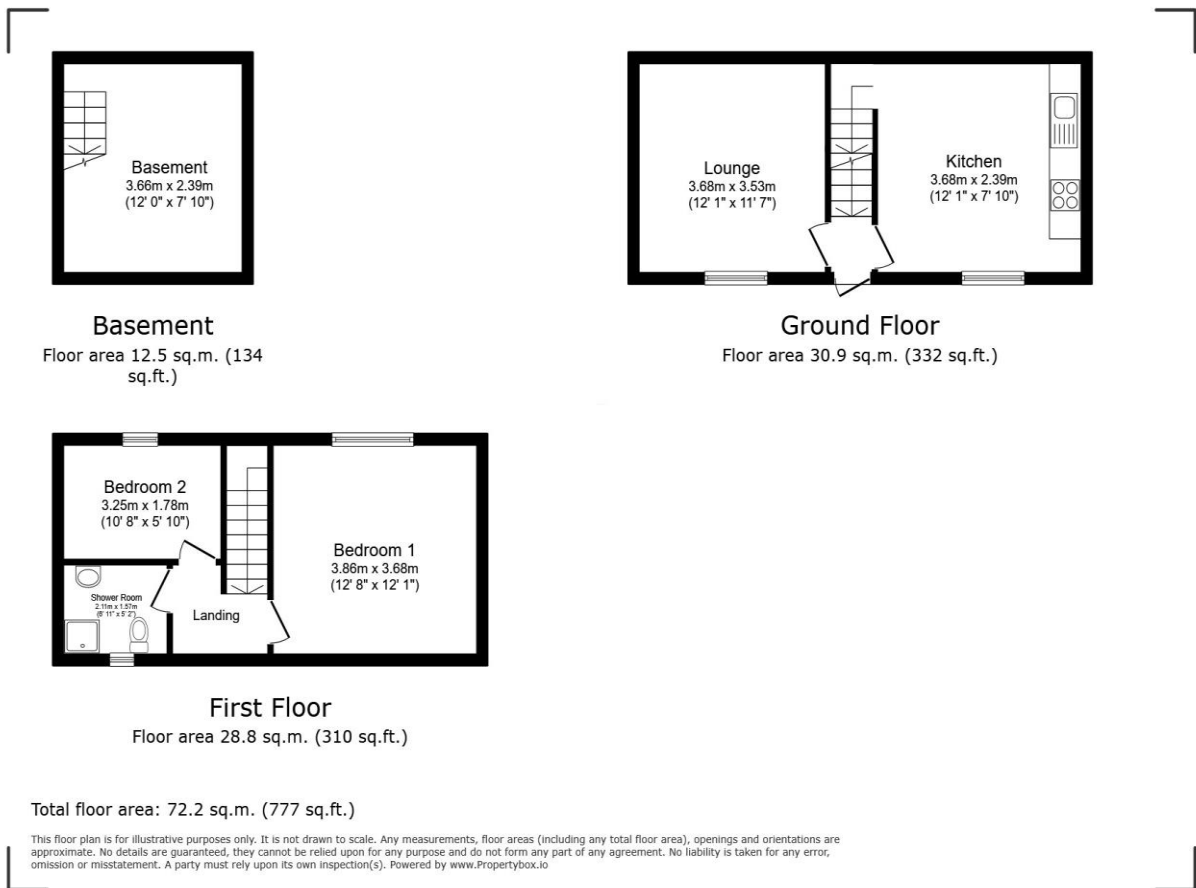 Basement
3.66m x 2.39m
(12' 0" x 7' 10")
Basement
Floor area 12.5 sq.m. (134
sq.ft.)
Lounge
3.68m x 3.53m
(12' 1" x 11' 7")
Kitchen
3.68m x 2.39m
(12' 1" x 7' 10")
Ground Floor
Floor area 30.9 sq.m. (332 sq.ft.)
Bedroom 2
3.25m x 1.78m
(10' 8" x 5' 10")
Bedroom 1
3.86m x 3.68m
(12' 8" x 12' 1")
Shower Room
2.11m x 1.57m
(6' 11" x 5' 2")
Landing
First Floor
Floor area 28.8 sq.m. (310 sq.ft.)
Total floor area: 72.2 sq.m. (777 sq.ft.)
This floor plan is for illustrative purposes only. It is not drawn to scale. Any measurements, floor areas (including any total floor area), openings and orientations are
approximate. No details are guaranteed, they cannot be relied upon for any purpose and do not form any part of any agreement. No liability is taken for any error,
omission or misstatement. A party must rely upon its own inspection(s). Powered by www.Propertybox.io